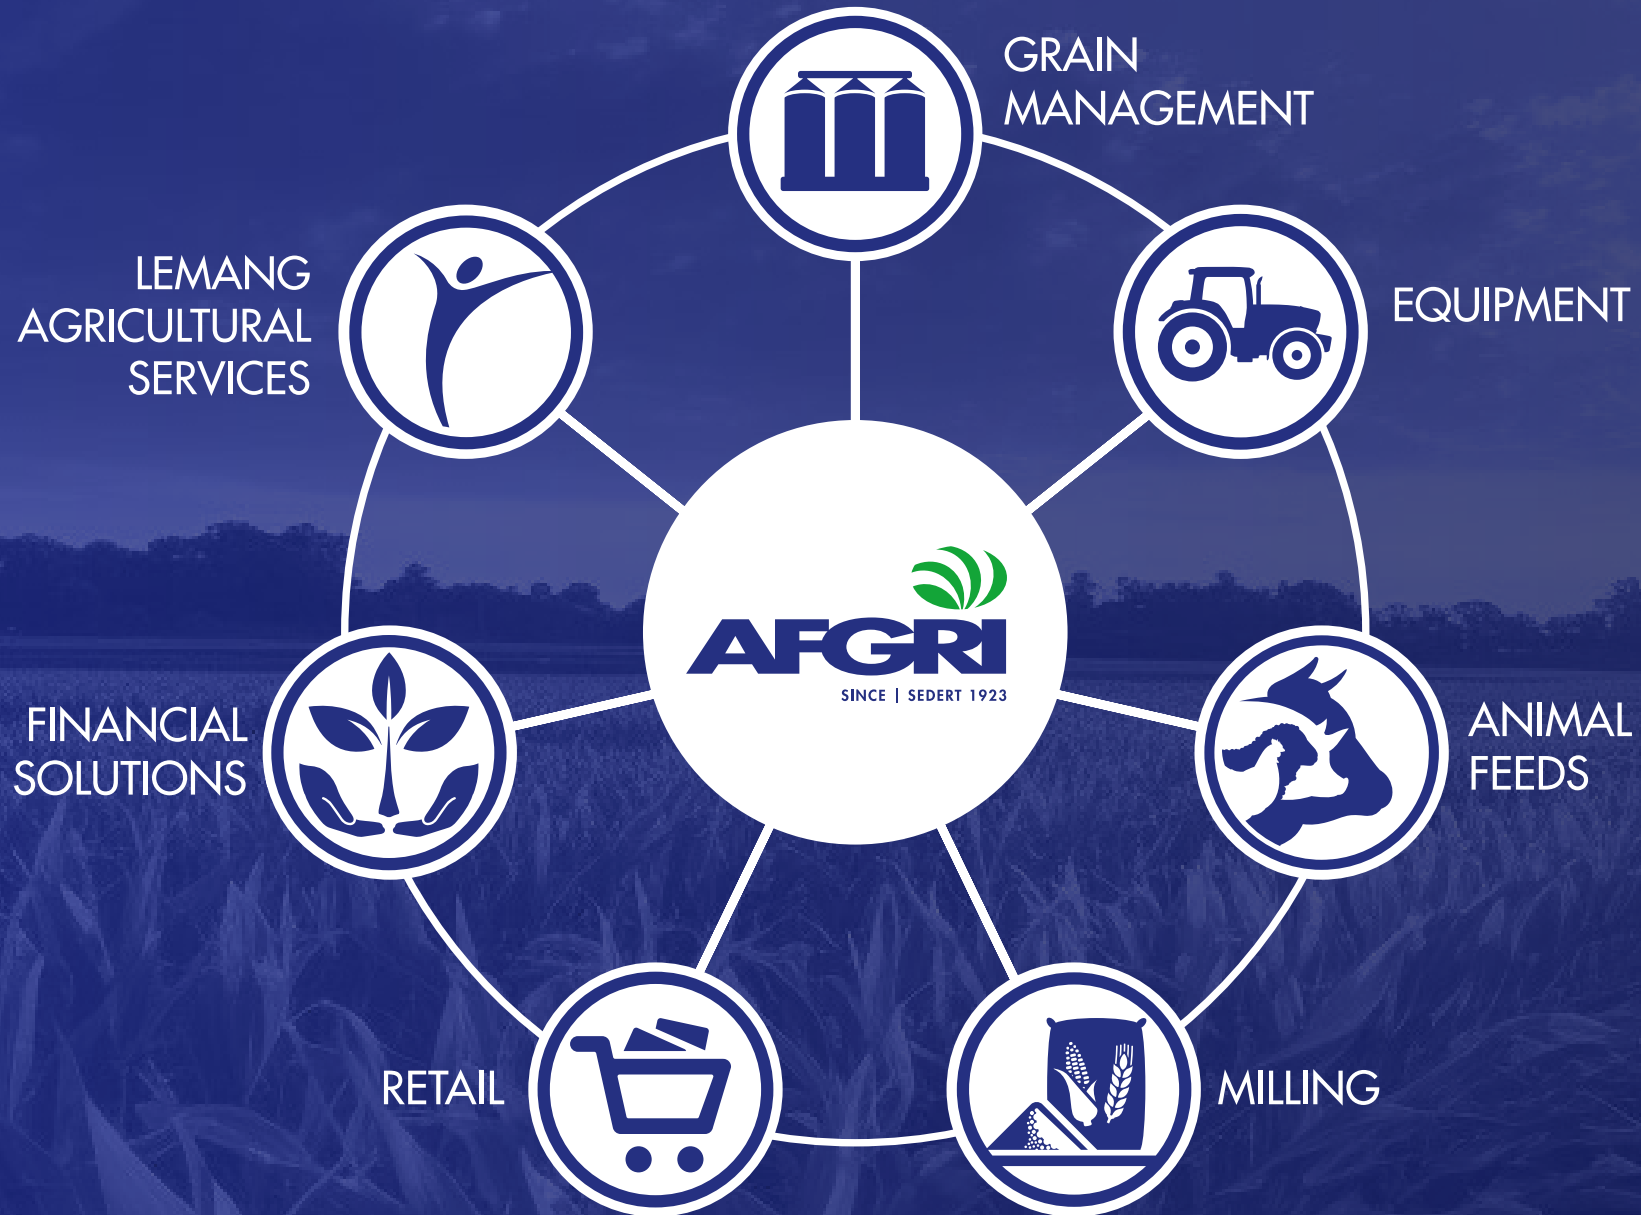 GRAIN
MANAGEMENT
EQUIPMENT
ANIMAL
FEEDS
MILLING
RETAIL
FINANCIAL
SOLUTIONS
LEMANG
AGRICULTURAL
SERVICES
AFGRI
SINCE | SEDERT 1923